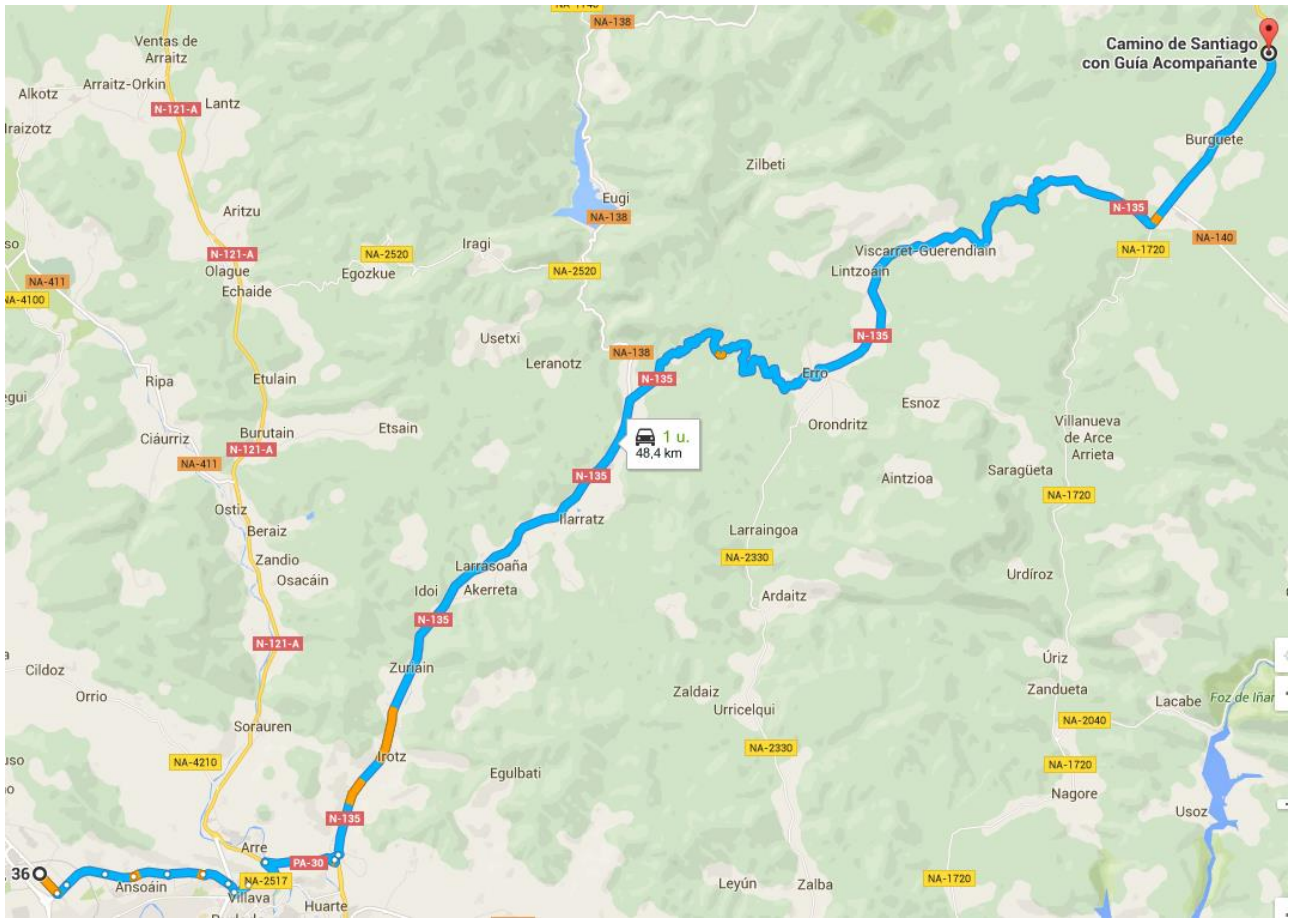 NA-138
Ventas de
Arraitz
Camino de Santiago
con Guía Acompañante
Arraitz-Orkin
Alkotz
Lantz
N-121-A
Iraizotz
Burguete
Zilbeti
Eugi
NA-138
Aritzu
N-135
NA-140
NA-1720
N-121-A
NA-2520
Iragi
Olague
Egozkue
NA-2520
Echaide
Viscarret-Guerendiain
Lintzoain
NA-411
NA-4100
N-135
Usetxi
Leranotz
NA-138
N-135
Erro
Ripa
Etulain
Esnoz
Orondritz
Villanueva
de Arce
Arrieta
Etsain
Burutain
Ciáurriz
N-121-A
1 u.
48,4 km
NA-411
N-135
Saragüeta
Aintzioa
NA-1720
Ostiz
Ilarratz
Beraiz
Larraingoa
NA-2330
Zandio
Osacáin
Larrasoaña
Idoi
Akerreta
Urdíroz
Ardaitz
N-135
N-121-A
Cildoz
Zuriain
Úriz
Zandueta
Orrio
Zaldaiz
Urricelqui
Lacabe
Foz de Iñar
NA-2040
Sorauren
NA-4210
Irotz
Egulbati
NA-2330
NA-1720
Nagore
Usoz
N-135
Arre
PA-30
36
Ansoáin
NA-2517
Villava
Huarte
Leyún
Zalba
NA-1720